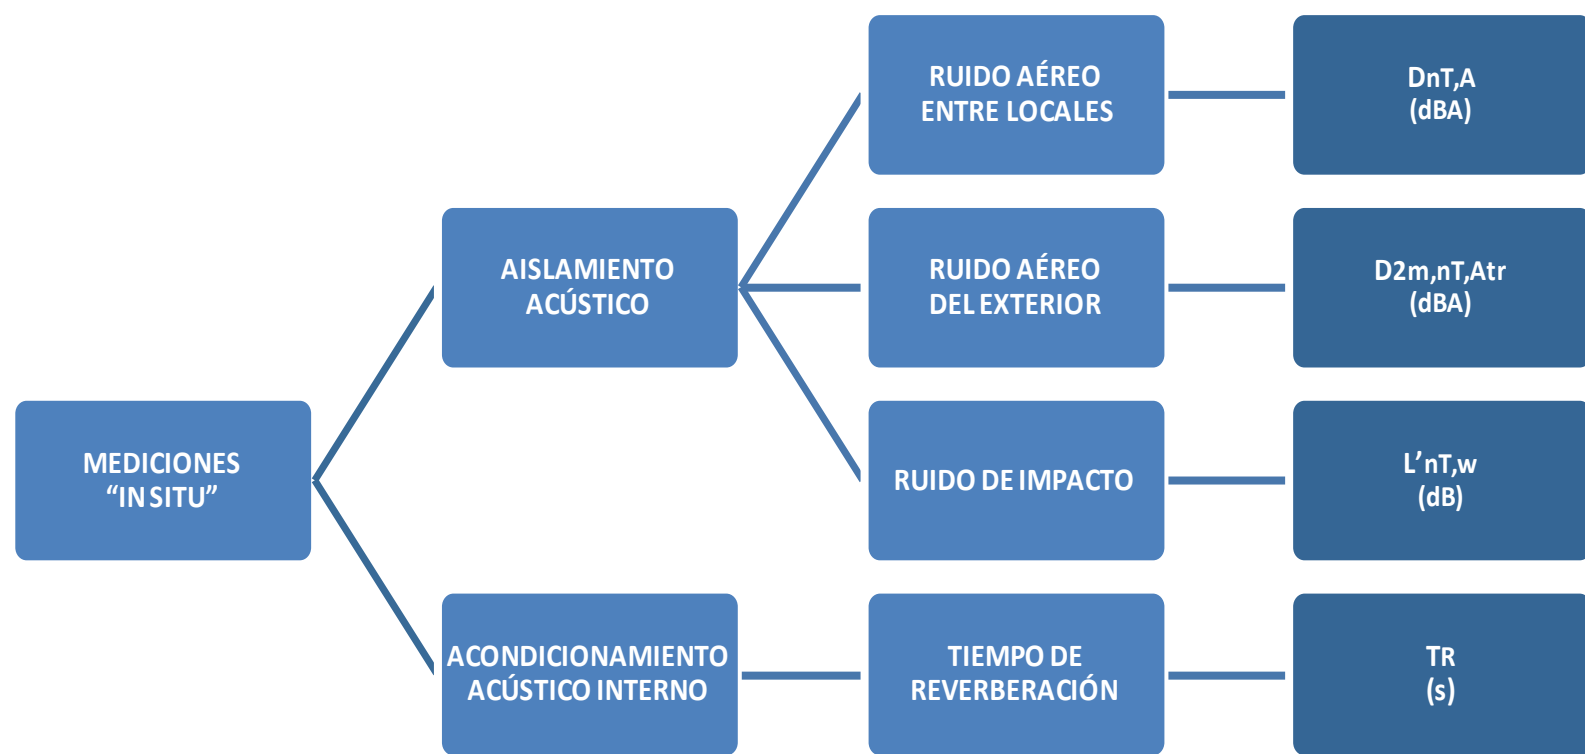 MEDICIONES
“IN SITU”
AISLAMIENTO
ACÚSTICO
RUIDO AÉREO
ENTRE LOCALES
DnT,A
(dBA)
RUIDO AÉREO
DEL EXTERIOR
D2m,nT,Atr
(dBA)
RUIDO DE IMPACTO
L’nT,w
(dB)
ACONDICIONAMIENTO
ACÚSTICO INTERNO
TIEMPO DE
REVERBERACIÓN
TR
(s)